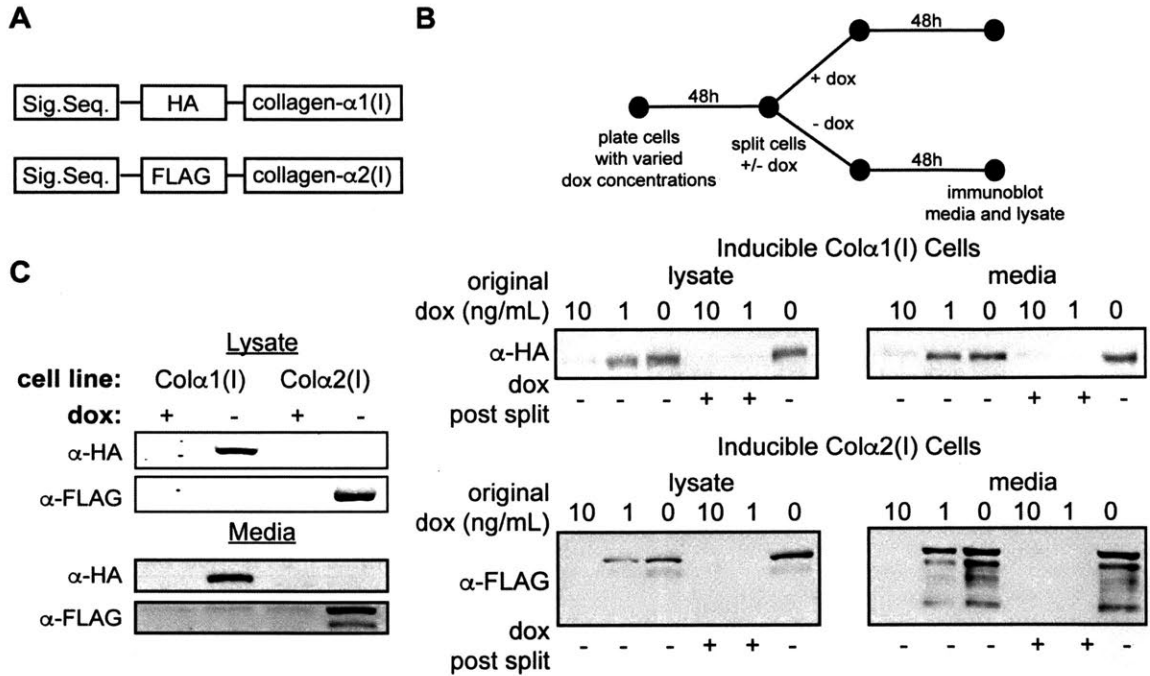 A
Sig.Seq. HA collagen-α1(I)
Sig.Seq. FLAG collagen-α2(I)
B
48h
+ dox
48h
- dox
plate cells
with varied
dox concentrations
split cells
+/- dox
48h
immunoblot
media and lysate
Inducible Colα1(I) Cells
lysate media
original
dox (ng/mL) 10 1 0 10 1 0 10 1 0 10 1 0
α-HA
dox
post split - - - + + - - - - + + -
Inducible Colα2(I) Cells
lysate media
original
dox (ng/mL) 10 1 0 10 1 0 10 1 0 10 1 0
α-FLAG
dox
post split - - - + + - - - - + + -
C
Lysate
cell line: Colα1(I) Colα2(I)
dox: + - + -
α-HA
α-FLAG
Media
α-HA
α-FLAG